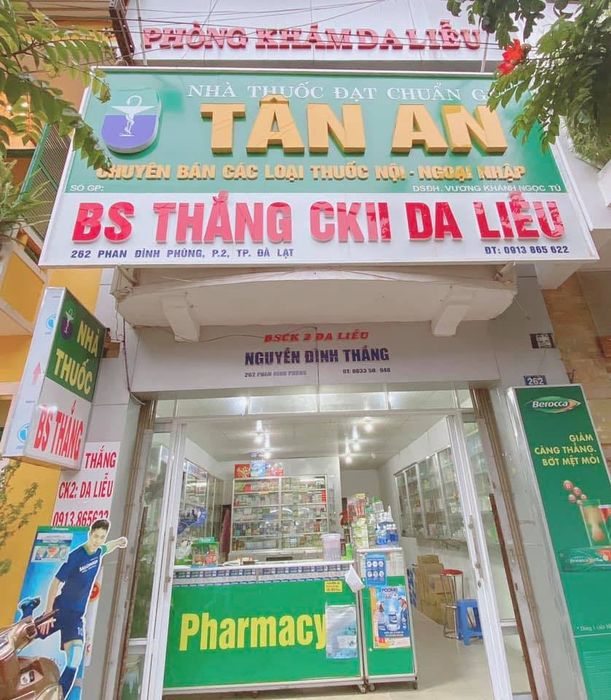 PHÒNG KHÁM DA LIỄU
NHÀ THUỐC ĐẠT CHUẨN
TÂN AN
CHUYÊN BÁN CÁC LOẠI THUỐC NỘI - NGOẠI NHẬP
SỐ GP:
DSĐH. VƯƠNG KHÁNH NGỌC TÚ
BS THẮNG CKII DA LIỄU
262 PHAN ĐÌNH PHÙNG, P.2, TP. ĐÀ LẠT
ĐT: 0913 865 622
BSCK 2 DA LIỄU
NGUYỄN ĐÌNH THẮNG
262 PHAN ĐÌNH PHÙNG
NHÀ THUỐC
BS THẮNG
THẮNG
CK2: DA LIỄU
0913.865622
262
Berocca
GIẢM
CĂNG THẲNG.
BỚT MỆT MỎI
Pharmacy